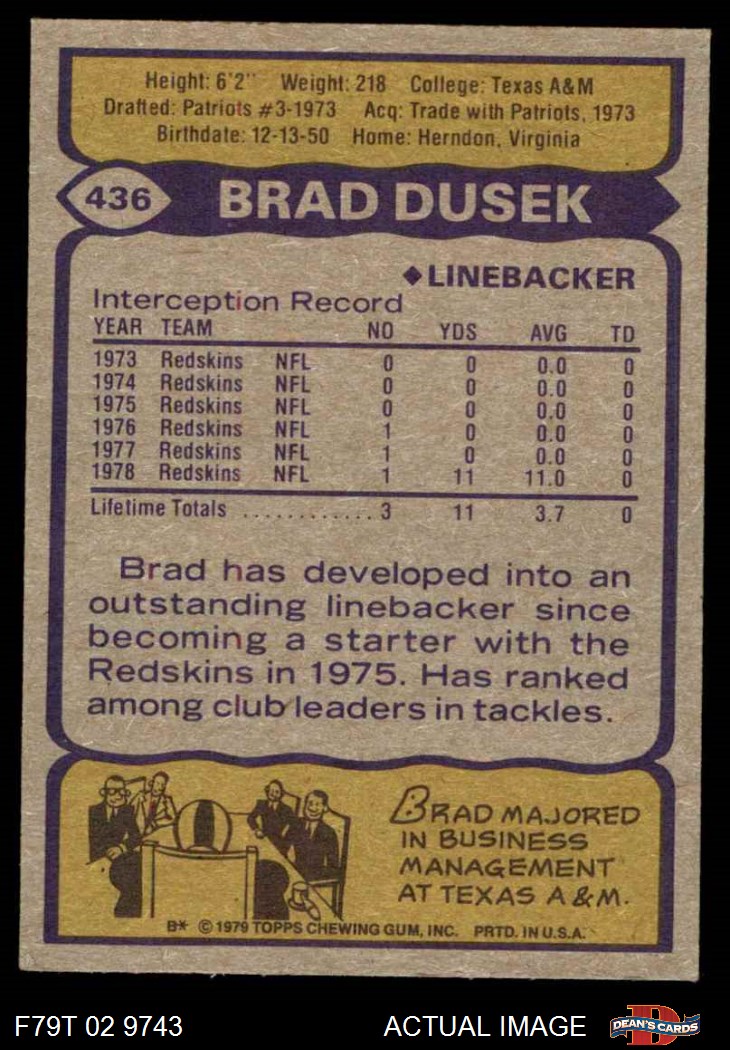 Height: 6'2" Weight: 218 College: Texas A&M
Drafted: Patriots #3-1973 Acq: Trade with Patriots, 1973
Birthdate: 12-13-50 Home: Herndon, Virginia
436 BRAD DUSEK
◆LINEBACKER
Interception Record
YEAR TEAM NO YDS AVG TD
1973 Redskins NFL 0 0 0.0 0
1974 Redskins NFL 0 0 0.0 0
1975 Redskins NFL 0 0 0.0 0
1976 Redskins NFL 1 0 0.0 0
1977 Redskins NFL 1 0 0.0 0
1978 Redskins NFL 1 11 11.0 0
Lifetime Totals ............ 3 11 3.7 0
Brad has developed into an
outstanding linebacker since
becoming a starter with the
Redskins in 1975. Has ranked
among club leaders in tackles.
BRAD MAJORED
IN BUSINESS
MANAGEMENT
AT TEXAS A & M.
B* © 1979 TOPPS CHEWING GUM, INC. PRTD. IN U.S.A.
F79T 02 9743 ACTUAL IMAGE DEAN'S CARDS